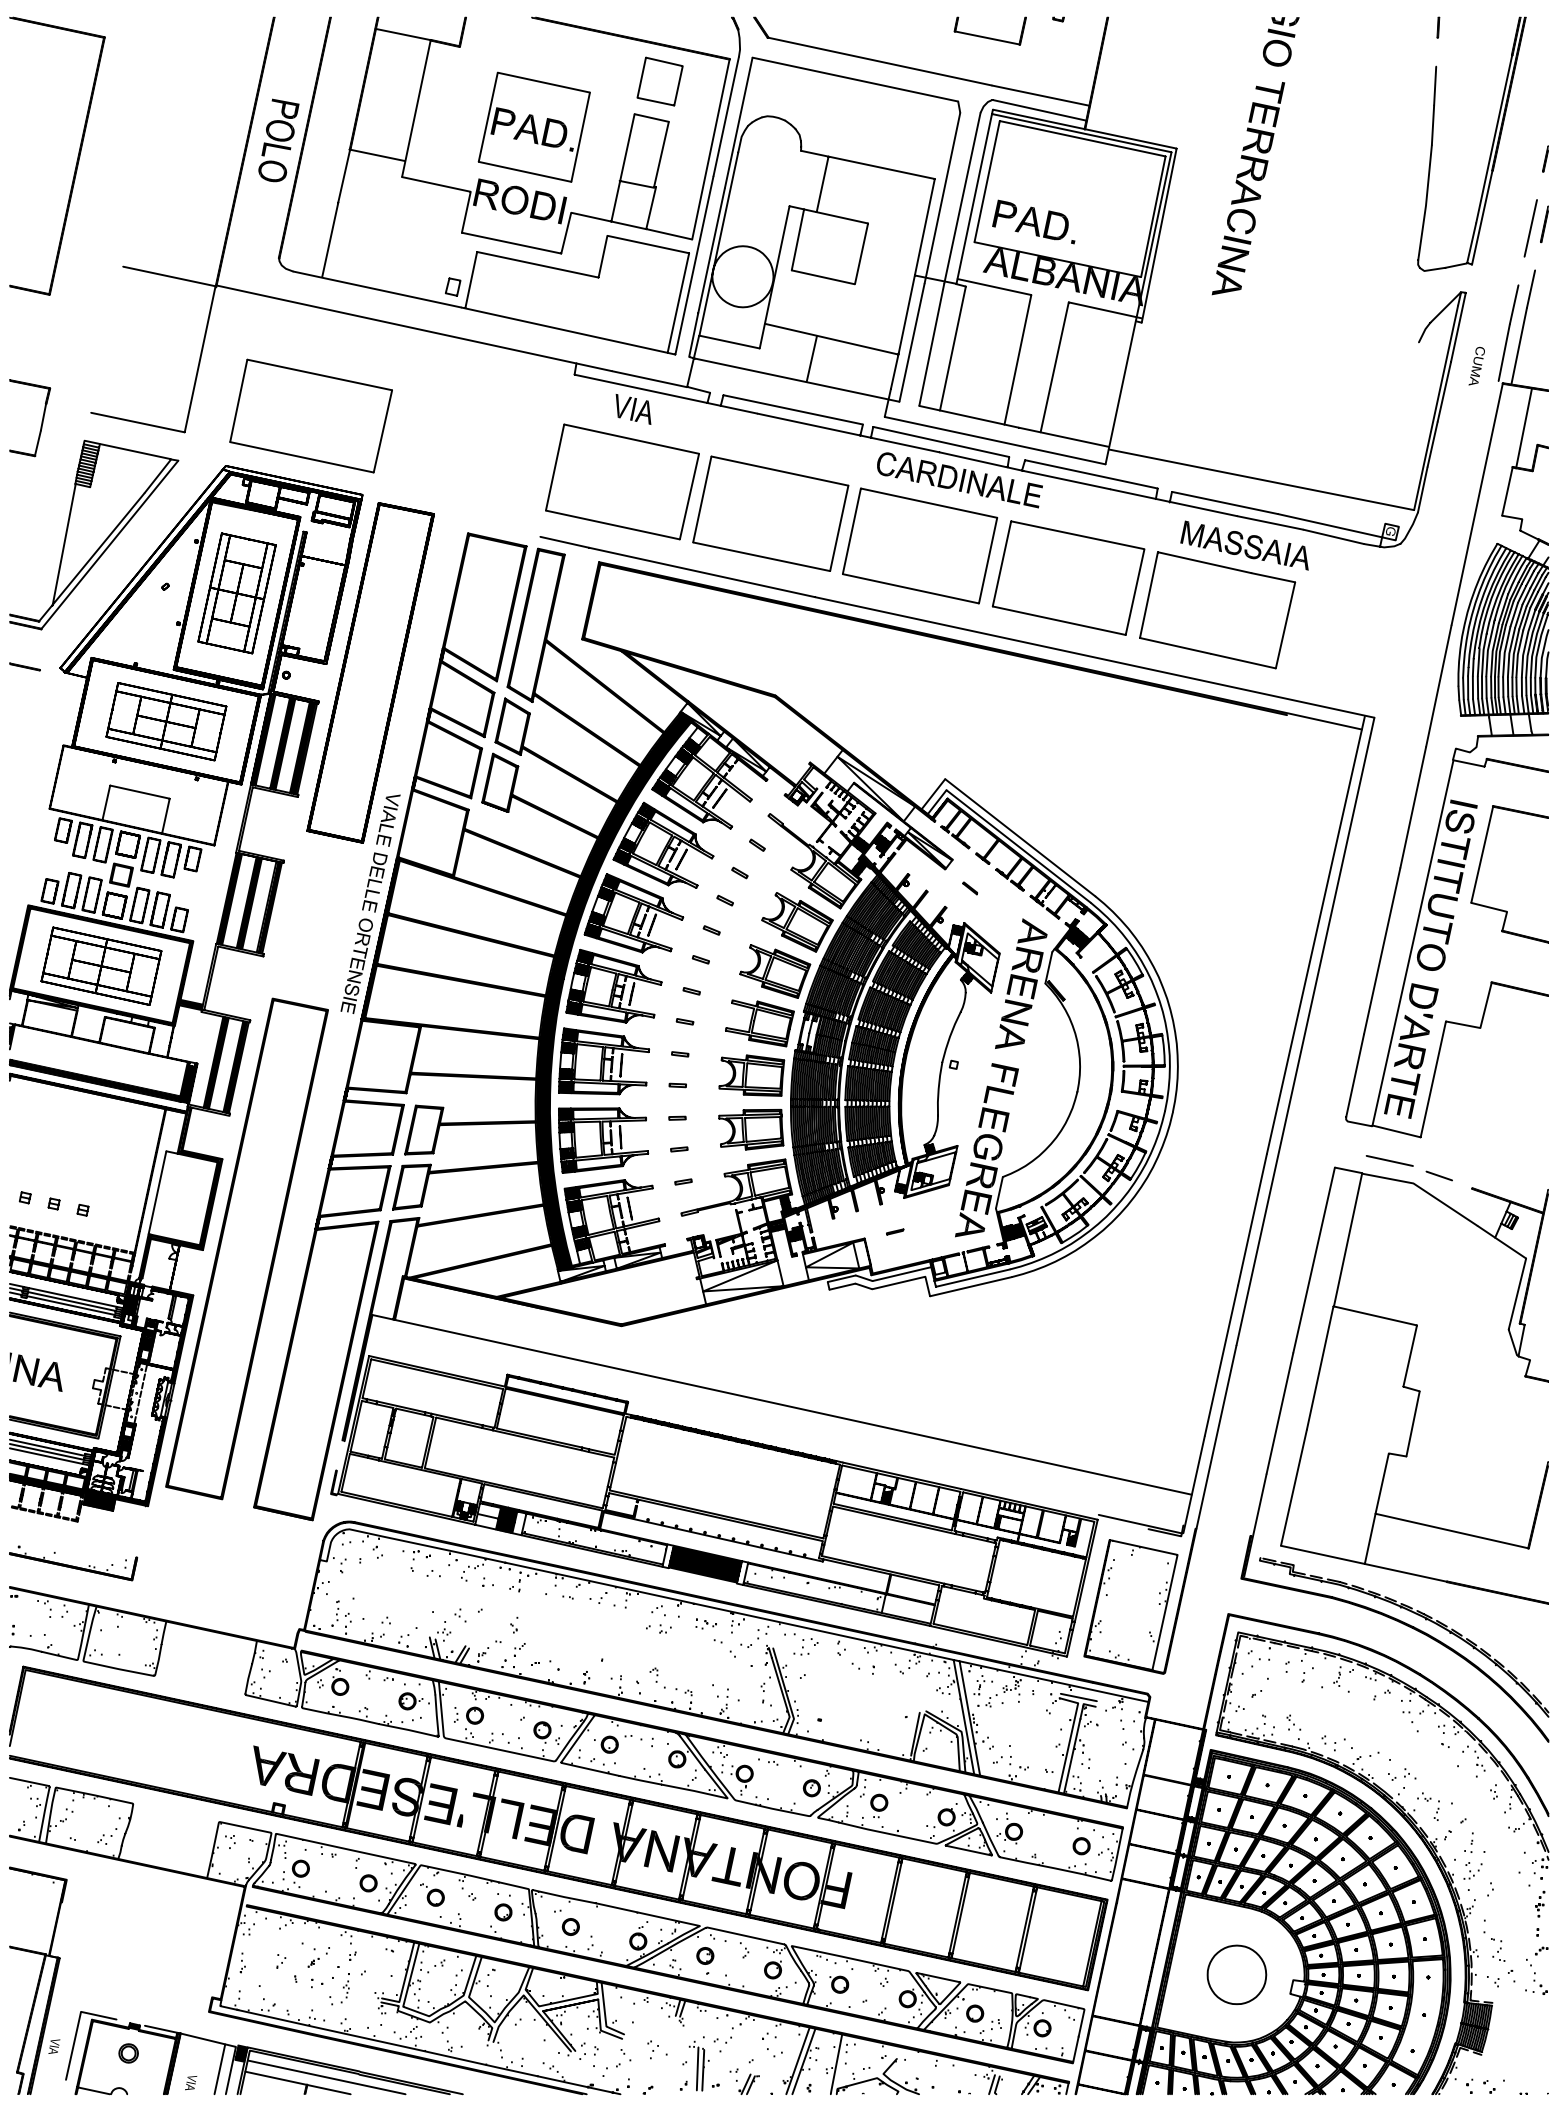 GIO TERRACINA
POLO
PAD.
RODI
PAD.
ALBANIA
CUMA
VIA
CARDINALE
MASSAIA
G
VIALE DELLE ORTENSIE
ISTITUTO D'ARTE
ARENA FLEGREA
NA
FONTANA DELL'ESEDRA
VIA
VIA